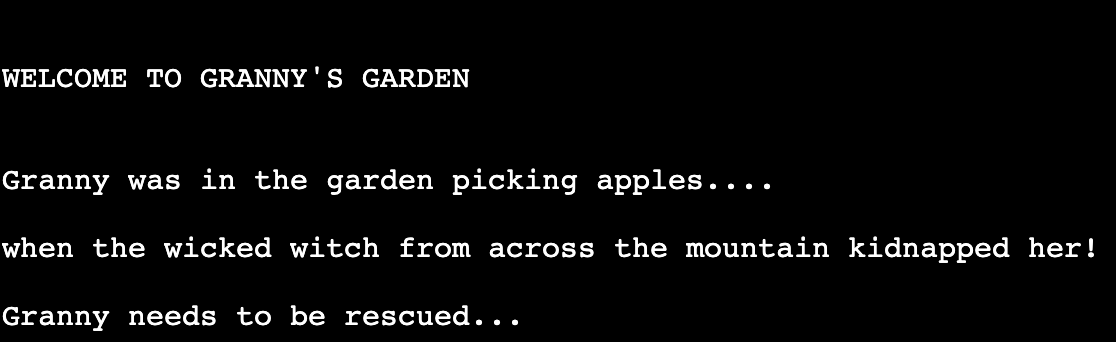 WELCOME TO GRANNY'S GARDEN
Granny was in the garden picking apples....
when the wicked witch from across the mountain kidnapped her!
Granny needs to be rescued...